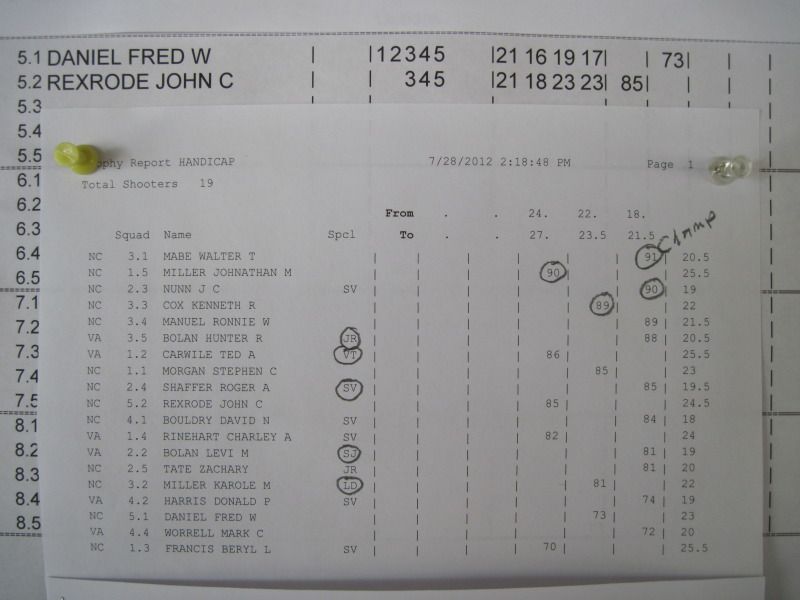 5.1 DANIEL FRED W | |12345 |21 16 19 17| | 73| | |
5.2 REXRODE JOHN C | | 345 |21 18 23 23| 85| | | |
5.3
5.4
5.5
6.1
6.2
6.3
6.4
6.5
7.1
7.2
7.3
7.4
7.5
8.1
8.2
8.3
8.4
8.5
ophy Report HANDICAP 7/28/2012 2:18:48 PM Page 1
Total Shooters 19
From . . 24. 22. 18.
Squad Name Spcl To . . 27. 23.5 21.5
NC 3.1 MABE WALTER T | | | | | | 91| 20.5
NC 1.5 MILLER JOHNATHAN M | | | 90 | | | 25.5
NC 2.3 NUNN J C SV | | | | | 90 | 19
NC 3.3 COX KENNETH R | | | | 89| | 22
NC 3.4 MANUEL RONNIE W | | | | | 89 | 21.5
VA 3.5 BOLAN HUNTER R JR | | | | | 88 | 20.5
VA 1.2 CARWILE TED A VT | | | 86 | | | 25.5
NC 1.1 MORGAN STEPHEN C | | | | 85 | | 23
NC 2.4 SHAFFER ROGER A SV | | | | | 85 | 19.5
NC 5.2 REXRODE JOHN C | | | 85 | | | 24.5
NC 4.1 BOULDRY DAVID N SV | | | | | 84 | 18
VA 1.4 RINEHART CHARLEY A SV | | | 82 | | | 24
VA 2.2 BOLAN LEVI M SJ | | | | | 81 | 19
NC 2.5 TATE ZACHARY JR | | | | | 81 | 20
NC 3.2 MILLER KAROLE M LD | | | | 81 | | 22
VA 4.2 HARRIS DONALD P SV | | | | | 74 | 19
NC 5.1 DANIEL FRED W | | | | 73 | | 23
VA 4.4 WORRELL MARK C | | | | | 72 | 20
NC 1.3 FRANCIS BERYL L SV | | | 70 | | | 25.5